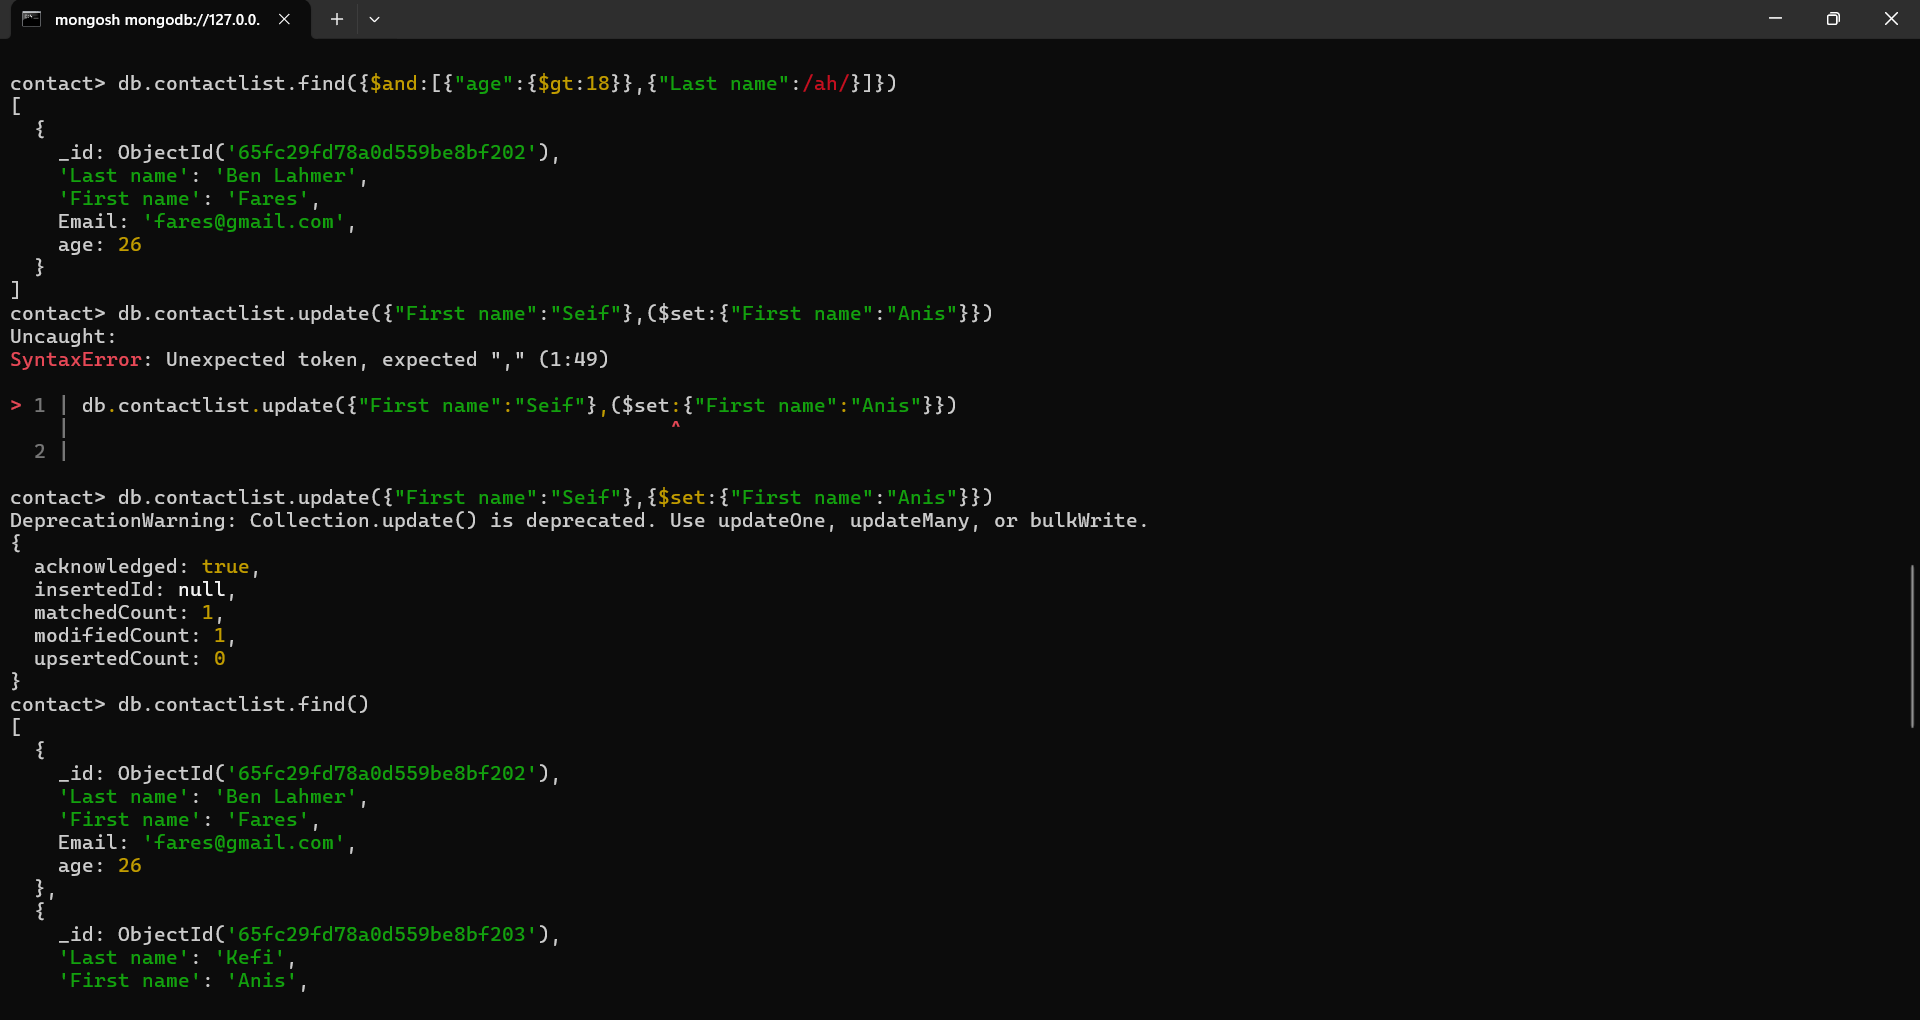 mongosh mongodb://127.0.0.
contact> db.contactlist.find({$and:[{"age":{$gt:18}},{"Last name":/ah/}]})
[
  {
    _id: ObjectId('65fc29fd78a0d559be8bf202'),
    'Last name': 'Ben Lahmer',
    'First name': 'Fares',
    Email: 'fares@gmail.com',
    age: 26
  }
]
contact> db.contactlist.update({"First name":"Seif"},($set:{"First name":"Anis"}})
Uncaught:
SyntaxError: Unexpected token, expected "," (1:49)
> 1 | db.contactlist.update({"First name":"Seif"},($set:{"First name":"Anis"}})
    |                                                  ^
  2 |
contact> db.contactlist.update({"First name":"Seif"},{$set:{"First name":"Anis"}})
DeprecationWarning: Collection.update() is deprecated. Use updateOne, updateMany, or bulkWrite.
{
  acknowledged: true,
  insertedId: null,
  matchedCount: 1,
  modifiedCount: 1,
  upsertedCount: 0
}
contact> db.contactlist.find()
[
  {
    _id: ObjectId('65fc29fd78a0d559be8bf202'),
    'Last name': 'Ben Lahmer',
    'First name': 'Fares',
    Email: 'fares@gmail.com',
    age: 26
  },
  {
    _id: ObjectId('65fc29fd78a0d559be8bf203'),
    'Last name': 'Kefi',
    'First name': 'Anis',